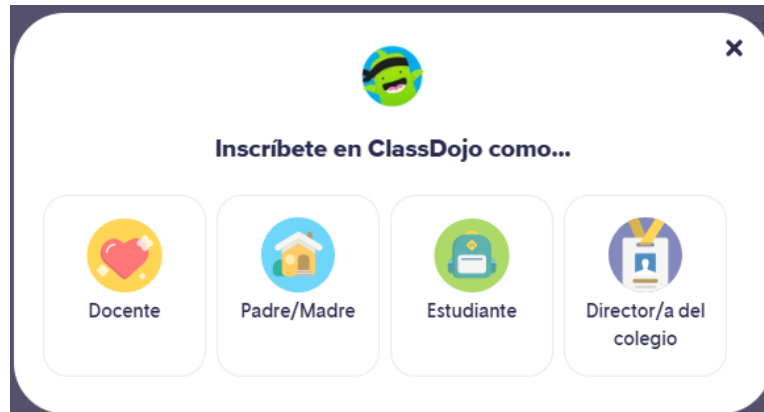 Inscríbete en ClassDojo como...
Docente
Padre/Madre
Estudiante
Director/a del
colegio